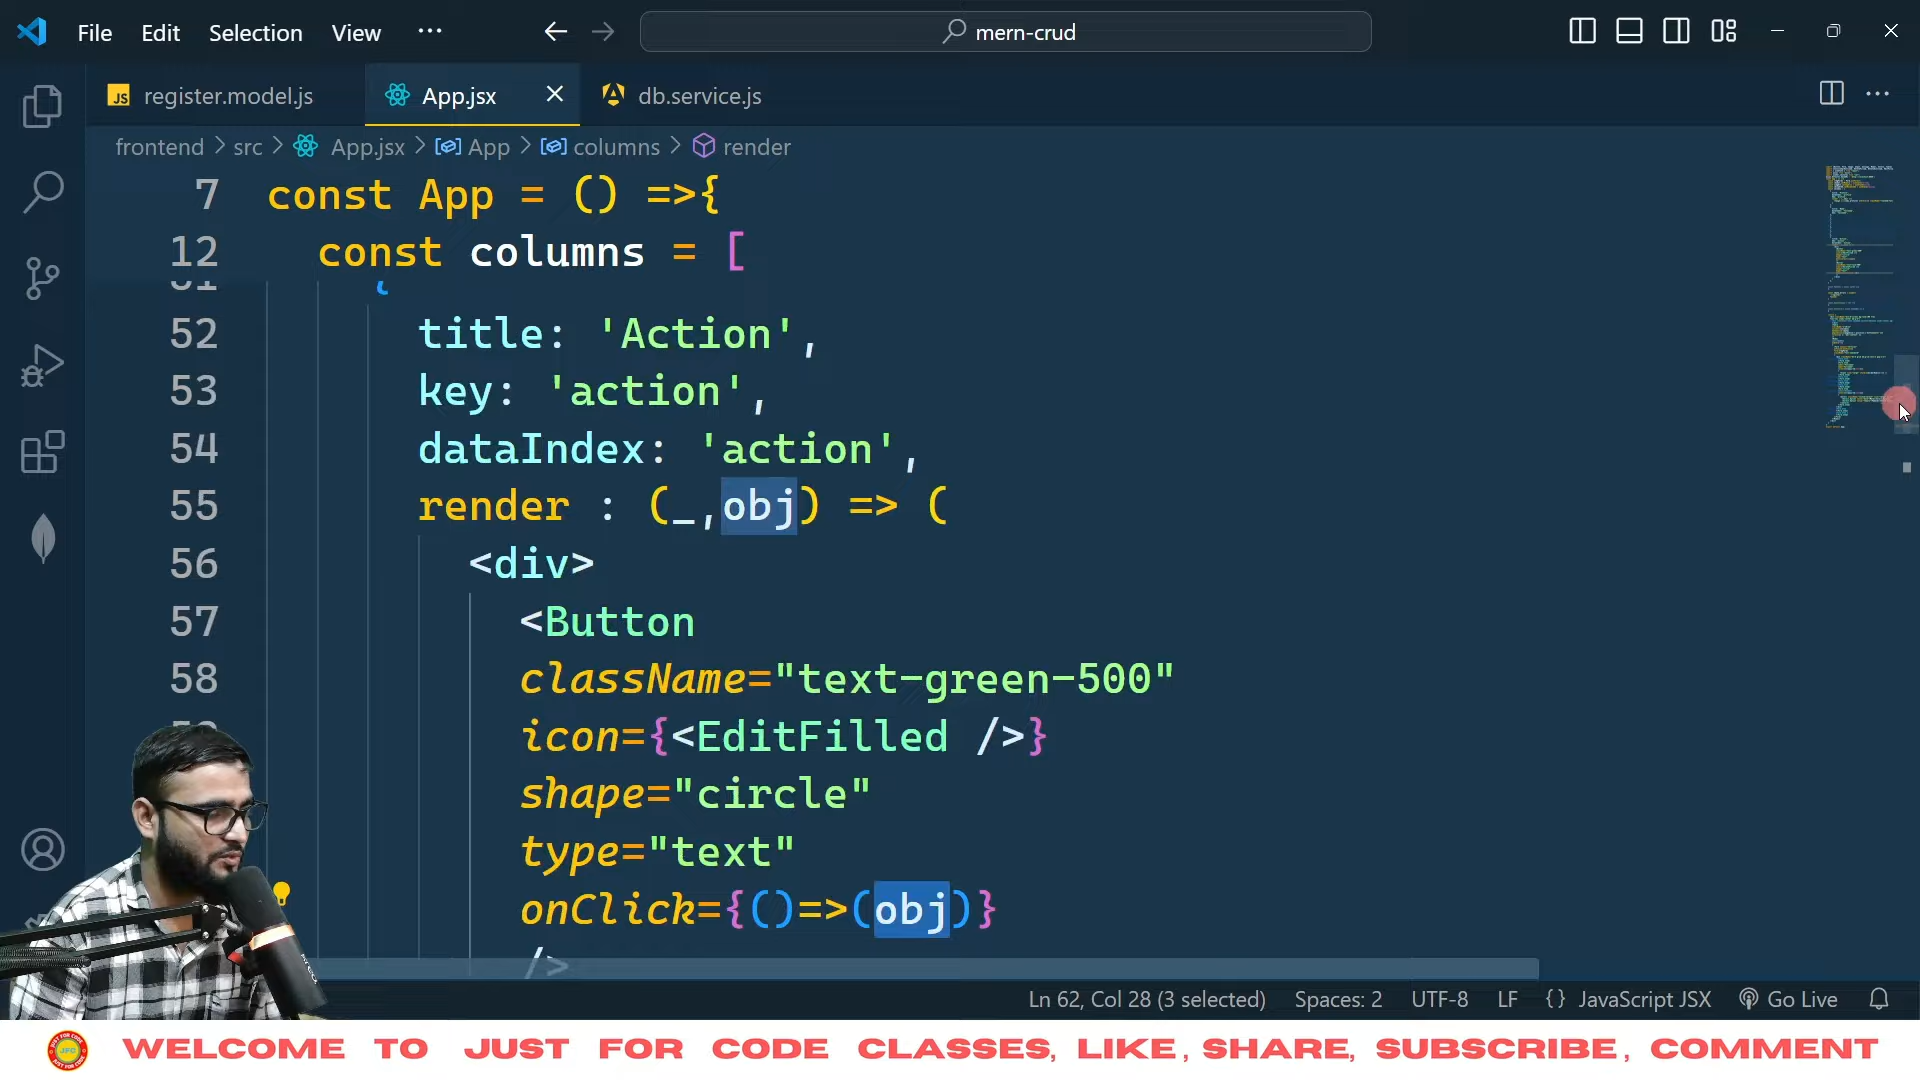 File Edit Selection View ··· mern-crud
JS register.model.js App.jsx db.service.js
frontend > src > App.jsx > App > columns > render
7 const App = () =>{
12 const columns = [
52 title: 'Action',
53 key: 'action',
54 dataIndex: 'action',
55 render : (_,obj) => (
56 <div>
57 <Button
58 className="text-green-500"
icon={<EditFilled />}
shape="circle"
type="text"
onClick={()=>(obj)}
/>
Ln 62, Col 28 (3 selected) Spaces: 2 UTF-8 LF {} JavaScript JSX Go Live
WELCOME TO JUST FOR CODE CLASSES, LIKE, SHARE, SUBSCRIBE, COMMENT